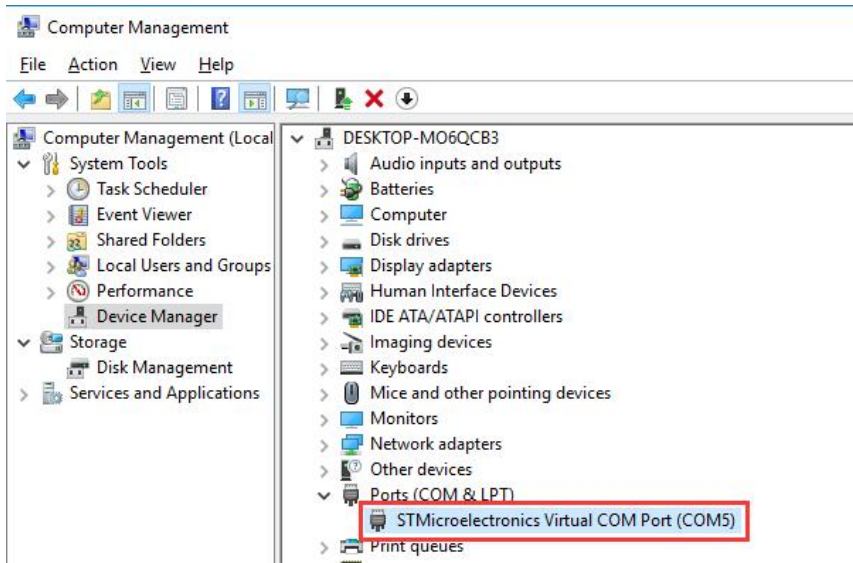 Computer Management
File Action View Help
Computer Management (Local
System Tools
Task Scheduler
Event Viewer
Shared Folders
Local Users and Groups
Performance
Device Manager
Storage
Disk Management
Services and Applications
DESKTOP-MO6QCB3
Audio inputs and outputs
Batteries
Computer
Disk drives
Display adapters
Human Interface Devices
IDE ATA/ATAPI controllers
Imaging devices
Keyboards
Mice and other pointing devices
Monitors
Network adapters
Other devices
Ports (COM & LPT)
STMicroelectronics Virtual COM Port (COM5)
Print queues